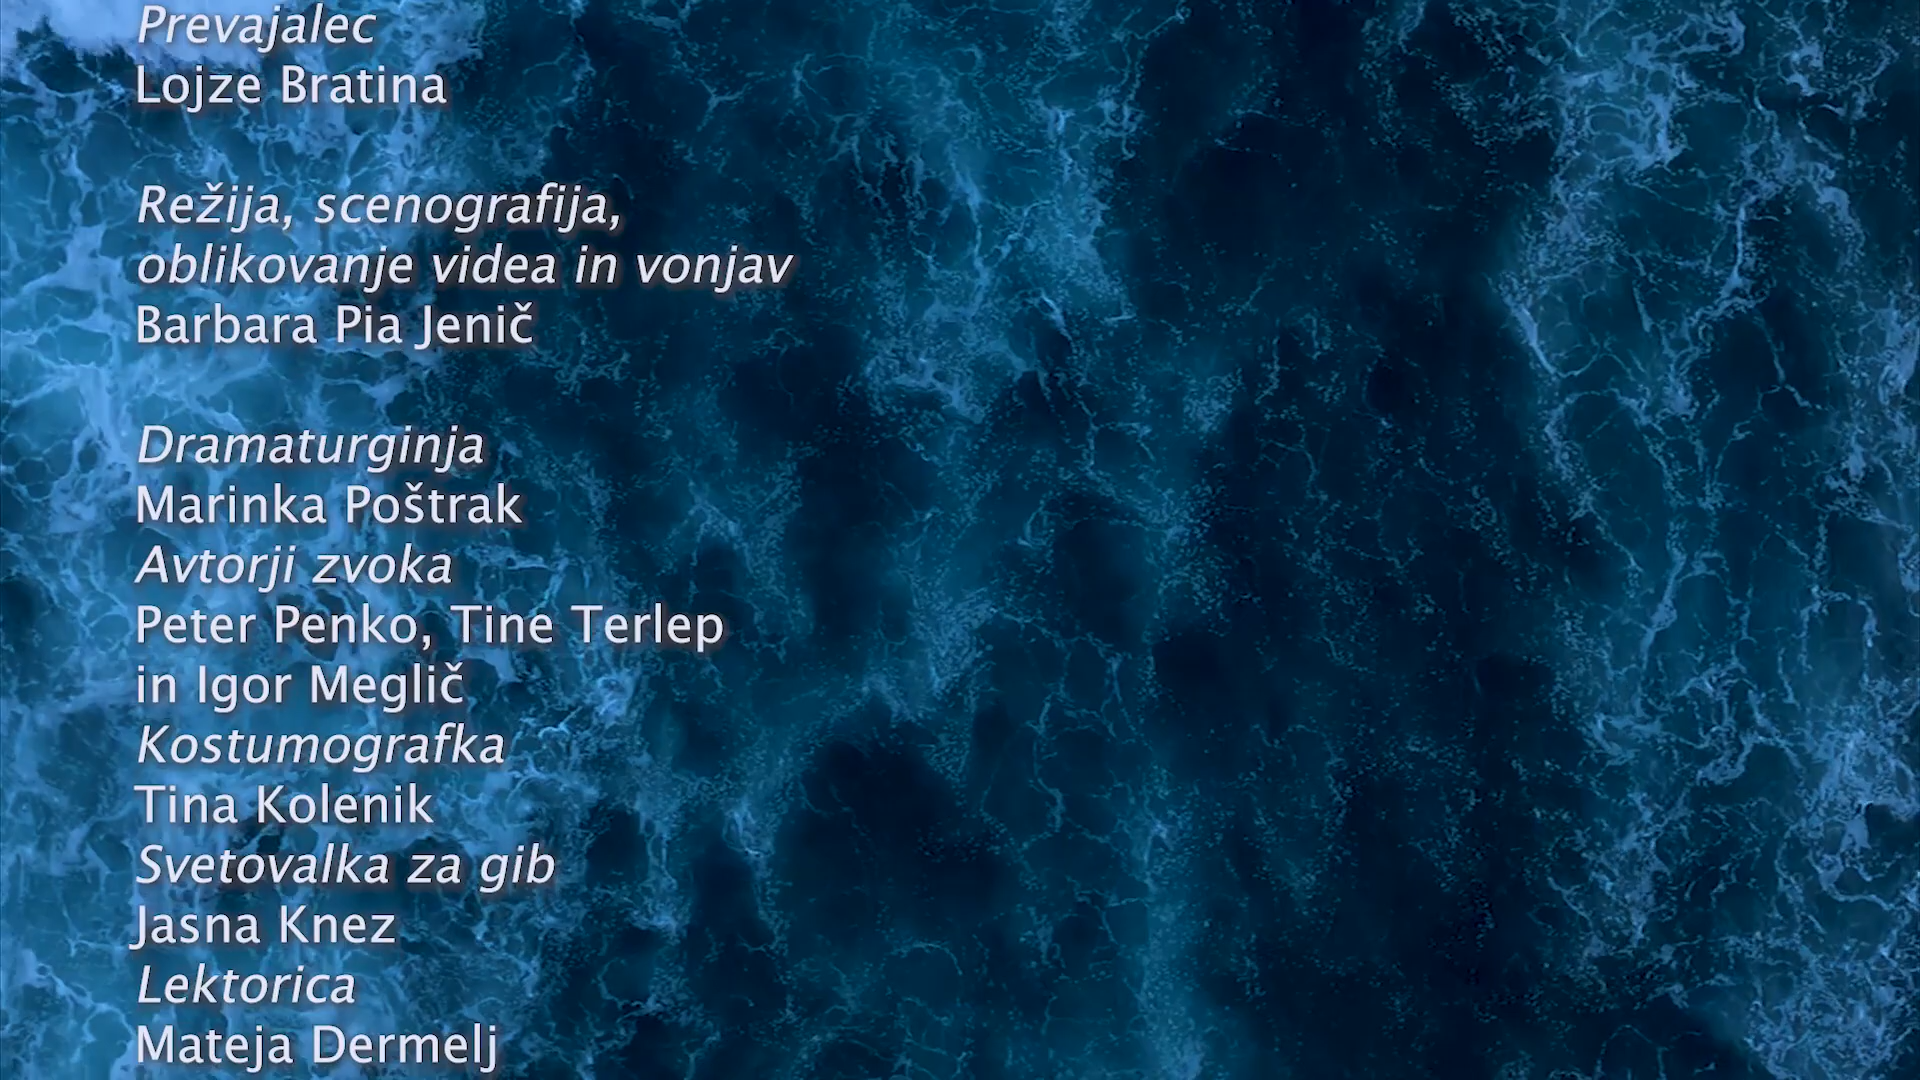 Prevajalec
Lojze Bratina
Režija, scenografija,
oblikovanje videa in vonjav
Barbara Pia Jenič
Dramaturginja
Marinka Poštrak
Avtorji zvoka
Peter Penko, Tine Terlep
in Igor Meglič
Kostumografka
Tina Kolenik
Svetovalka za gib
Jasna Knez
Lektorica
Mateja Dermelj